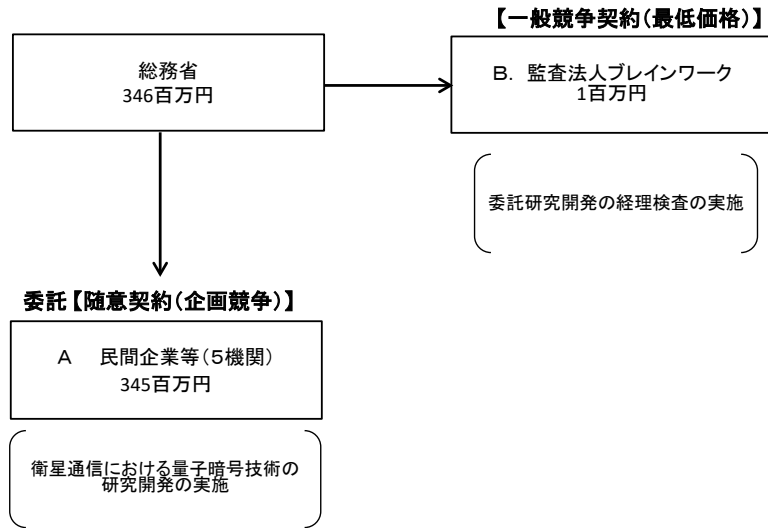 【一般競争契約(最低価格)】
総務省
346百万円
B. 監査法人ブレインワーク
1百万円
委託研究開発の経理検査の実施
委託【随意契約(企画競争)】
A 民間企業等(5機関)
345百万円
衛星通信における量子暗号技術の
研究開発の実施